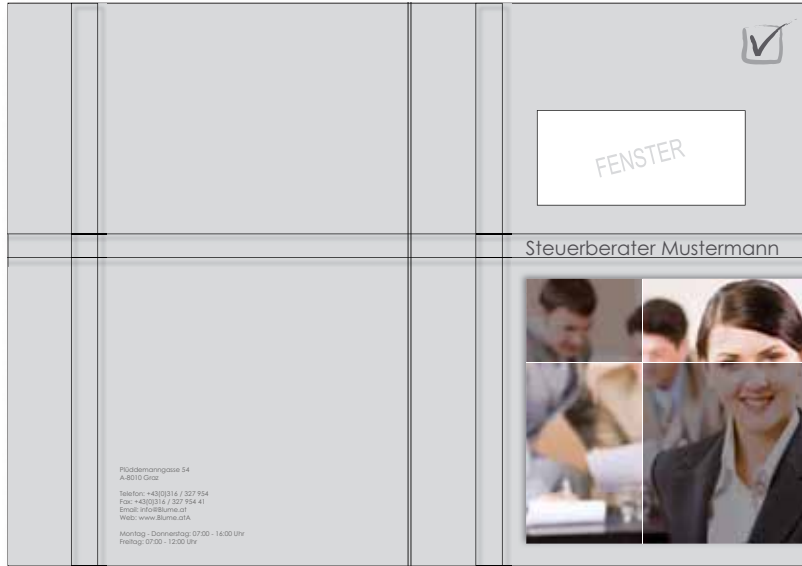 FENSTER
Steuerberater Mustermann
Plüddemanngasse 54
A-8010 Graz
Telefon: +43(0)316 / 327 954
Fax: +43(0)316 / 327 954 41
Email: info@Blume.at
Web: www.Blume.atA
Montag - Donnerstag: 07:00 - 16:00 Uhr
Freitag: 07:00 - 12:00 Uhr